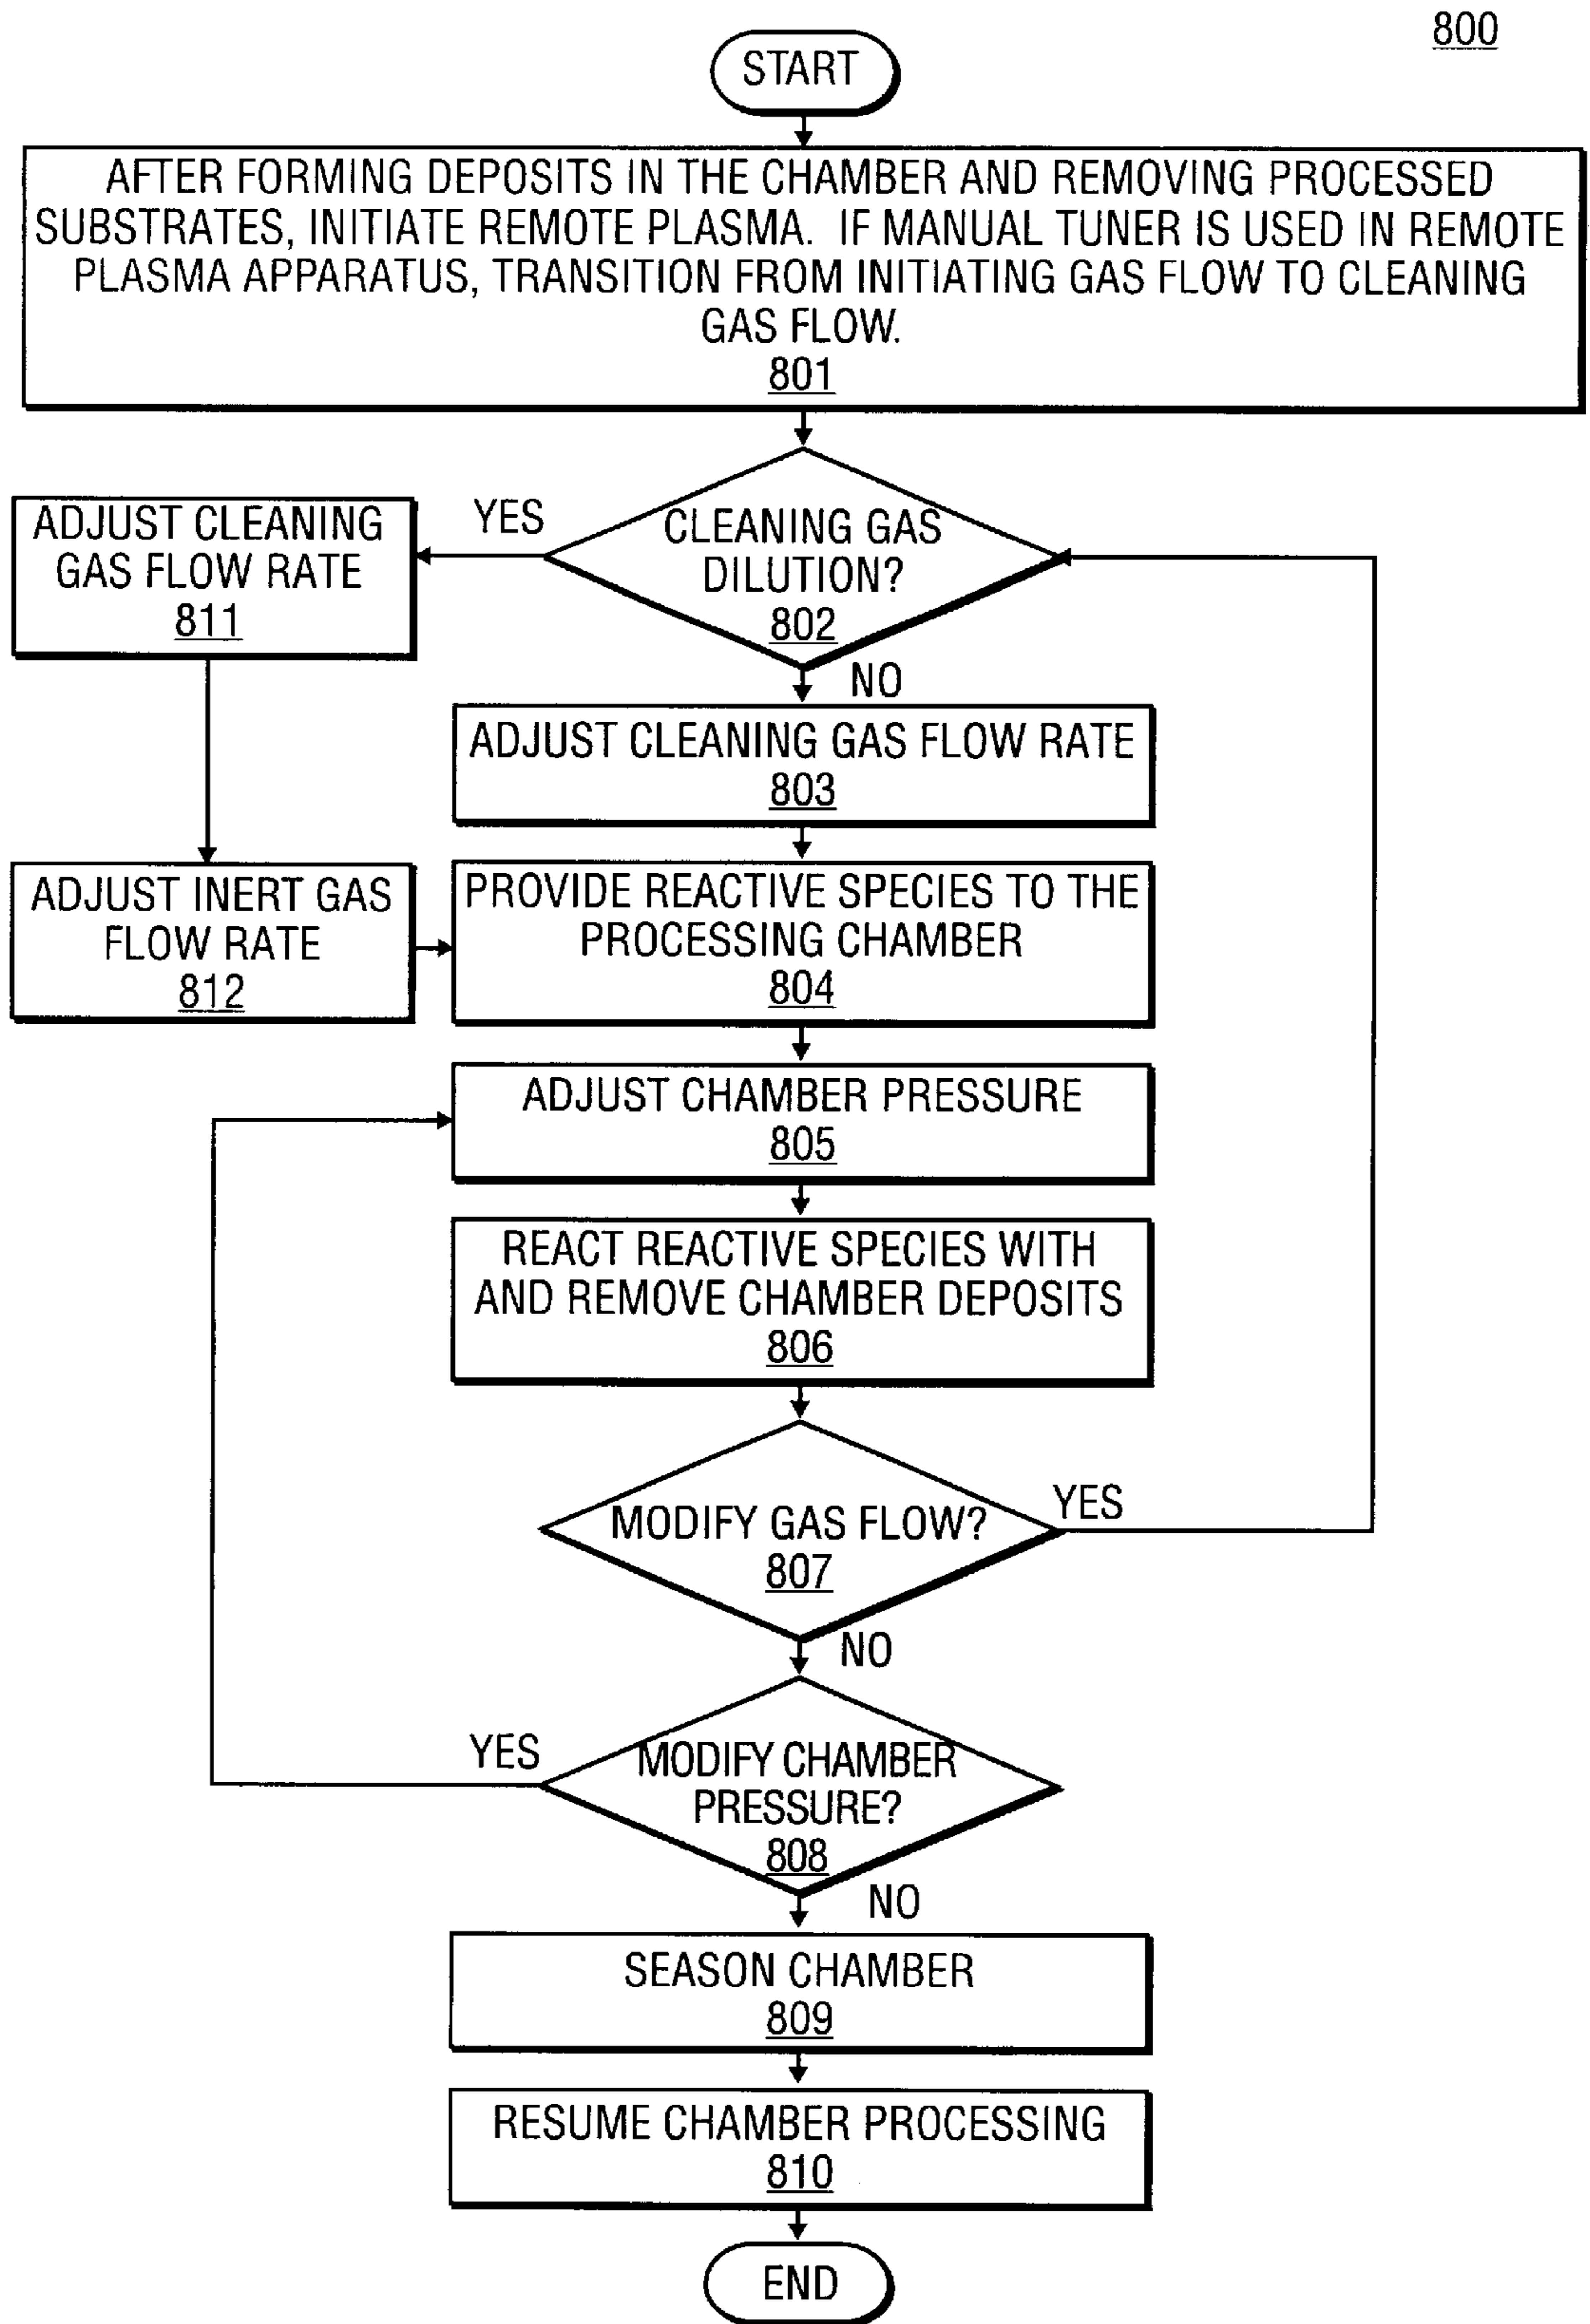 800
START
AFTER FORMING DEPOSITS IN THE CHAMBER AND REMOVING PROCESSED
SUBSTRATES, INITIATE REMOTE PLASMA. IF MANUAL TUNER IS USED IN REMOTE
PLASMA APPARATUS, TRANSITION FROM INITIATING GAS FLOW TO CLEANING
GAS FLOW.
801
CLEANING GAS
DILUTION?
802
YES
ADJUST CLEANING
GAS FLOW RATE
811
NO
ADJUST CLEANING GAS FLOW RATE
803
ADJUST INERT GAS
FLOW RATE
812
PROVIDE REACTIVE SPECIES TO THE
PROCESSING CHAMBER
804
ADJUST CHAMBER PRESSURE
805
REACT REACTIVE SPECIES WITH
AND REMOVE CHAMBER DEPOSITS
806
MODIFY GAS FLOW?
807
YES
NO
MODIFY CHAMBER
PRESSURE?
808
YES
NO
SEASON CHAMBER
809
RESUME CHAMBER PROCESSING
810
END